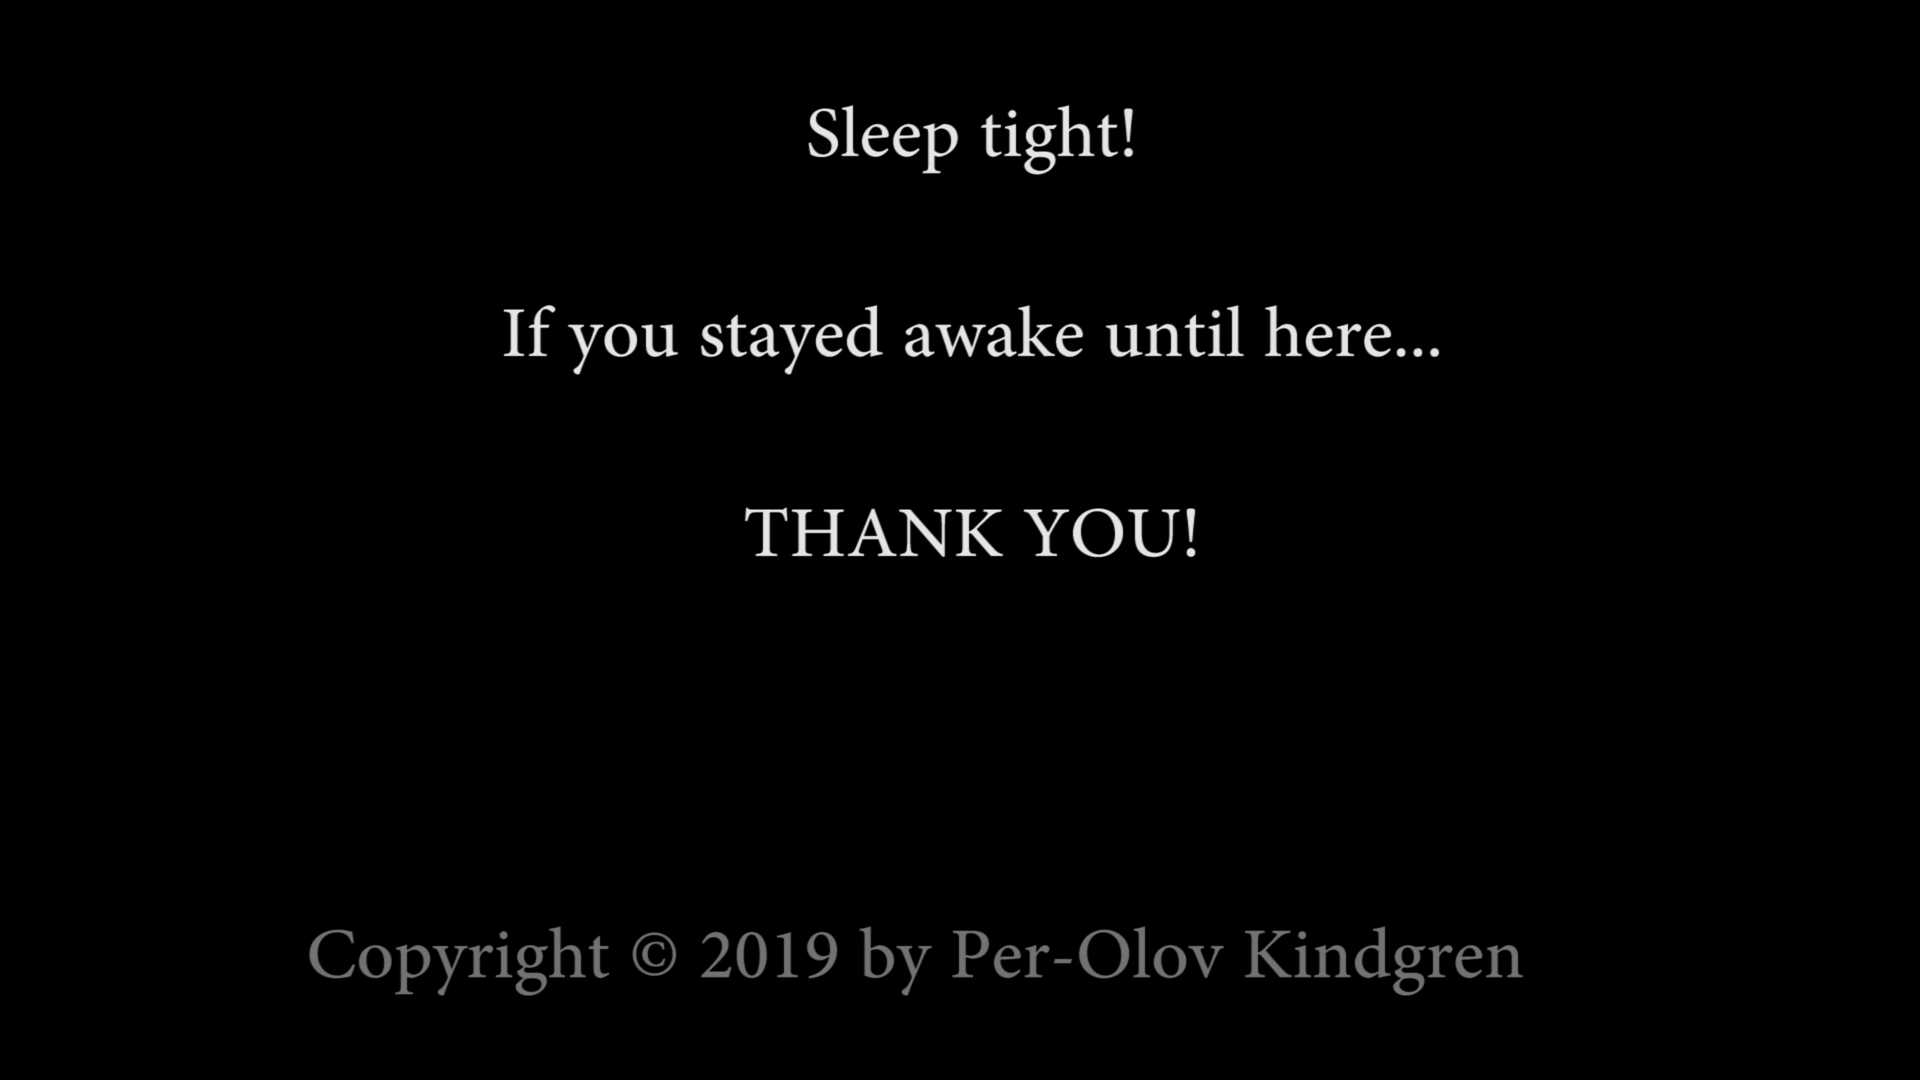 Sleep tight!
If you stayed awake until here...
THANK YOU!
Copyright © 2019 by Per-Olov Kindgren